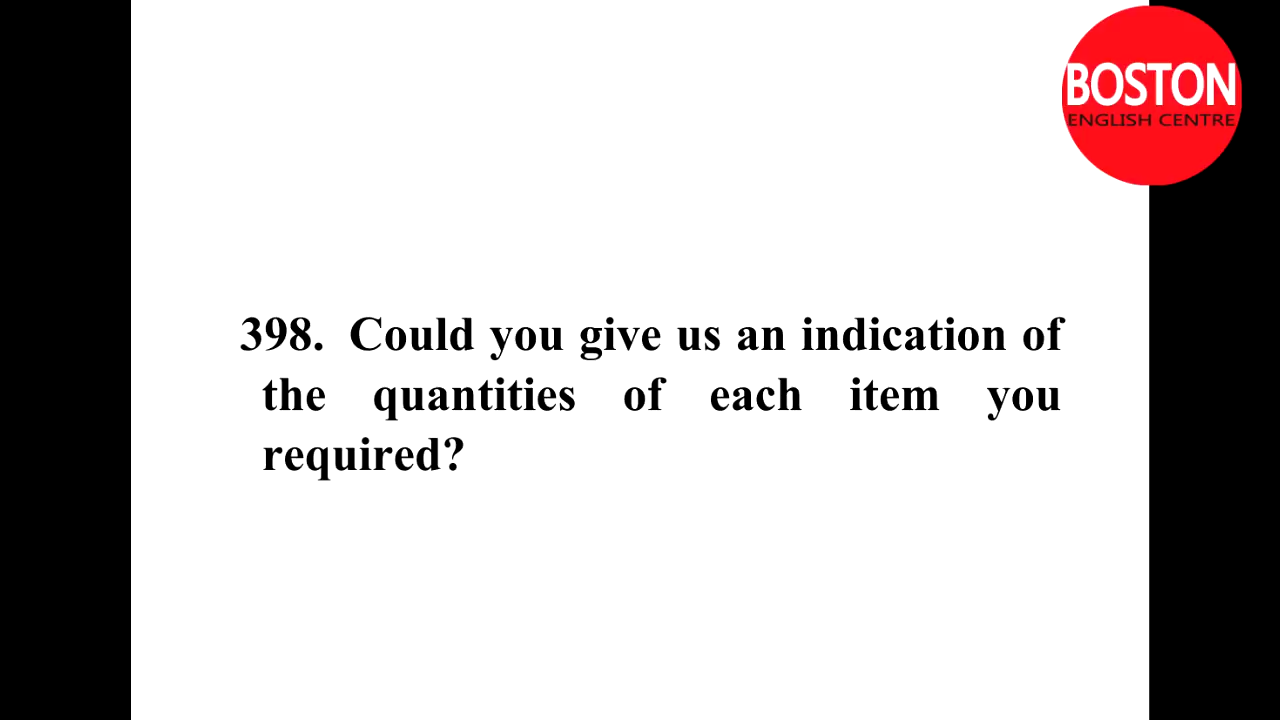 BOSTON
ENGLISH CENTRE
398. Could you give us an indication of
the quantities of each item you
required?